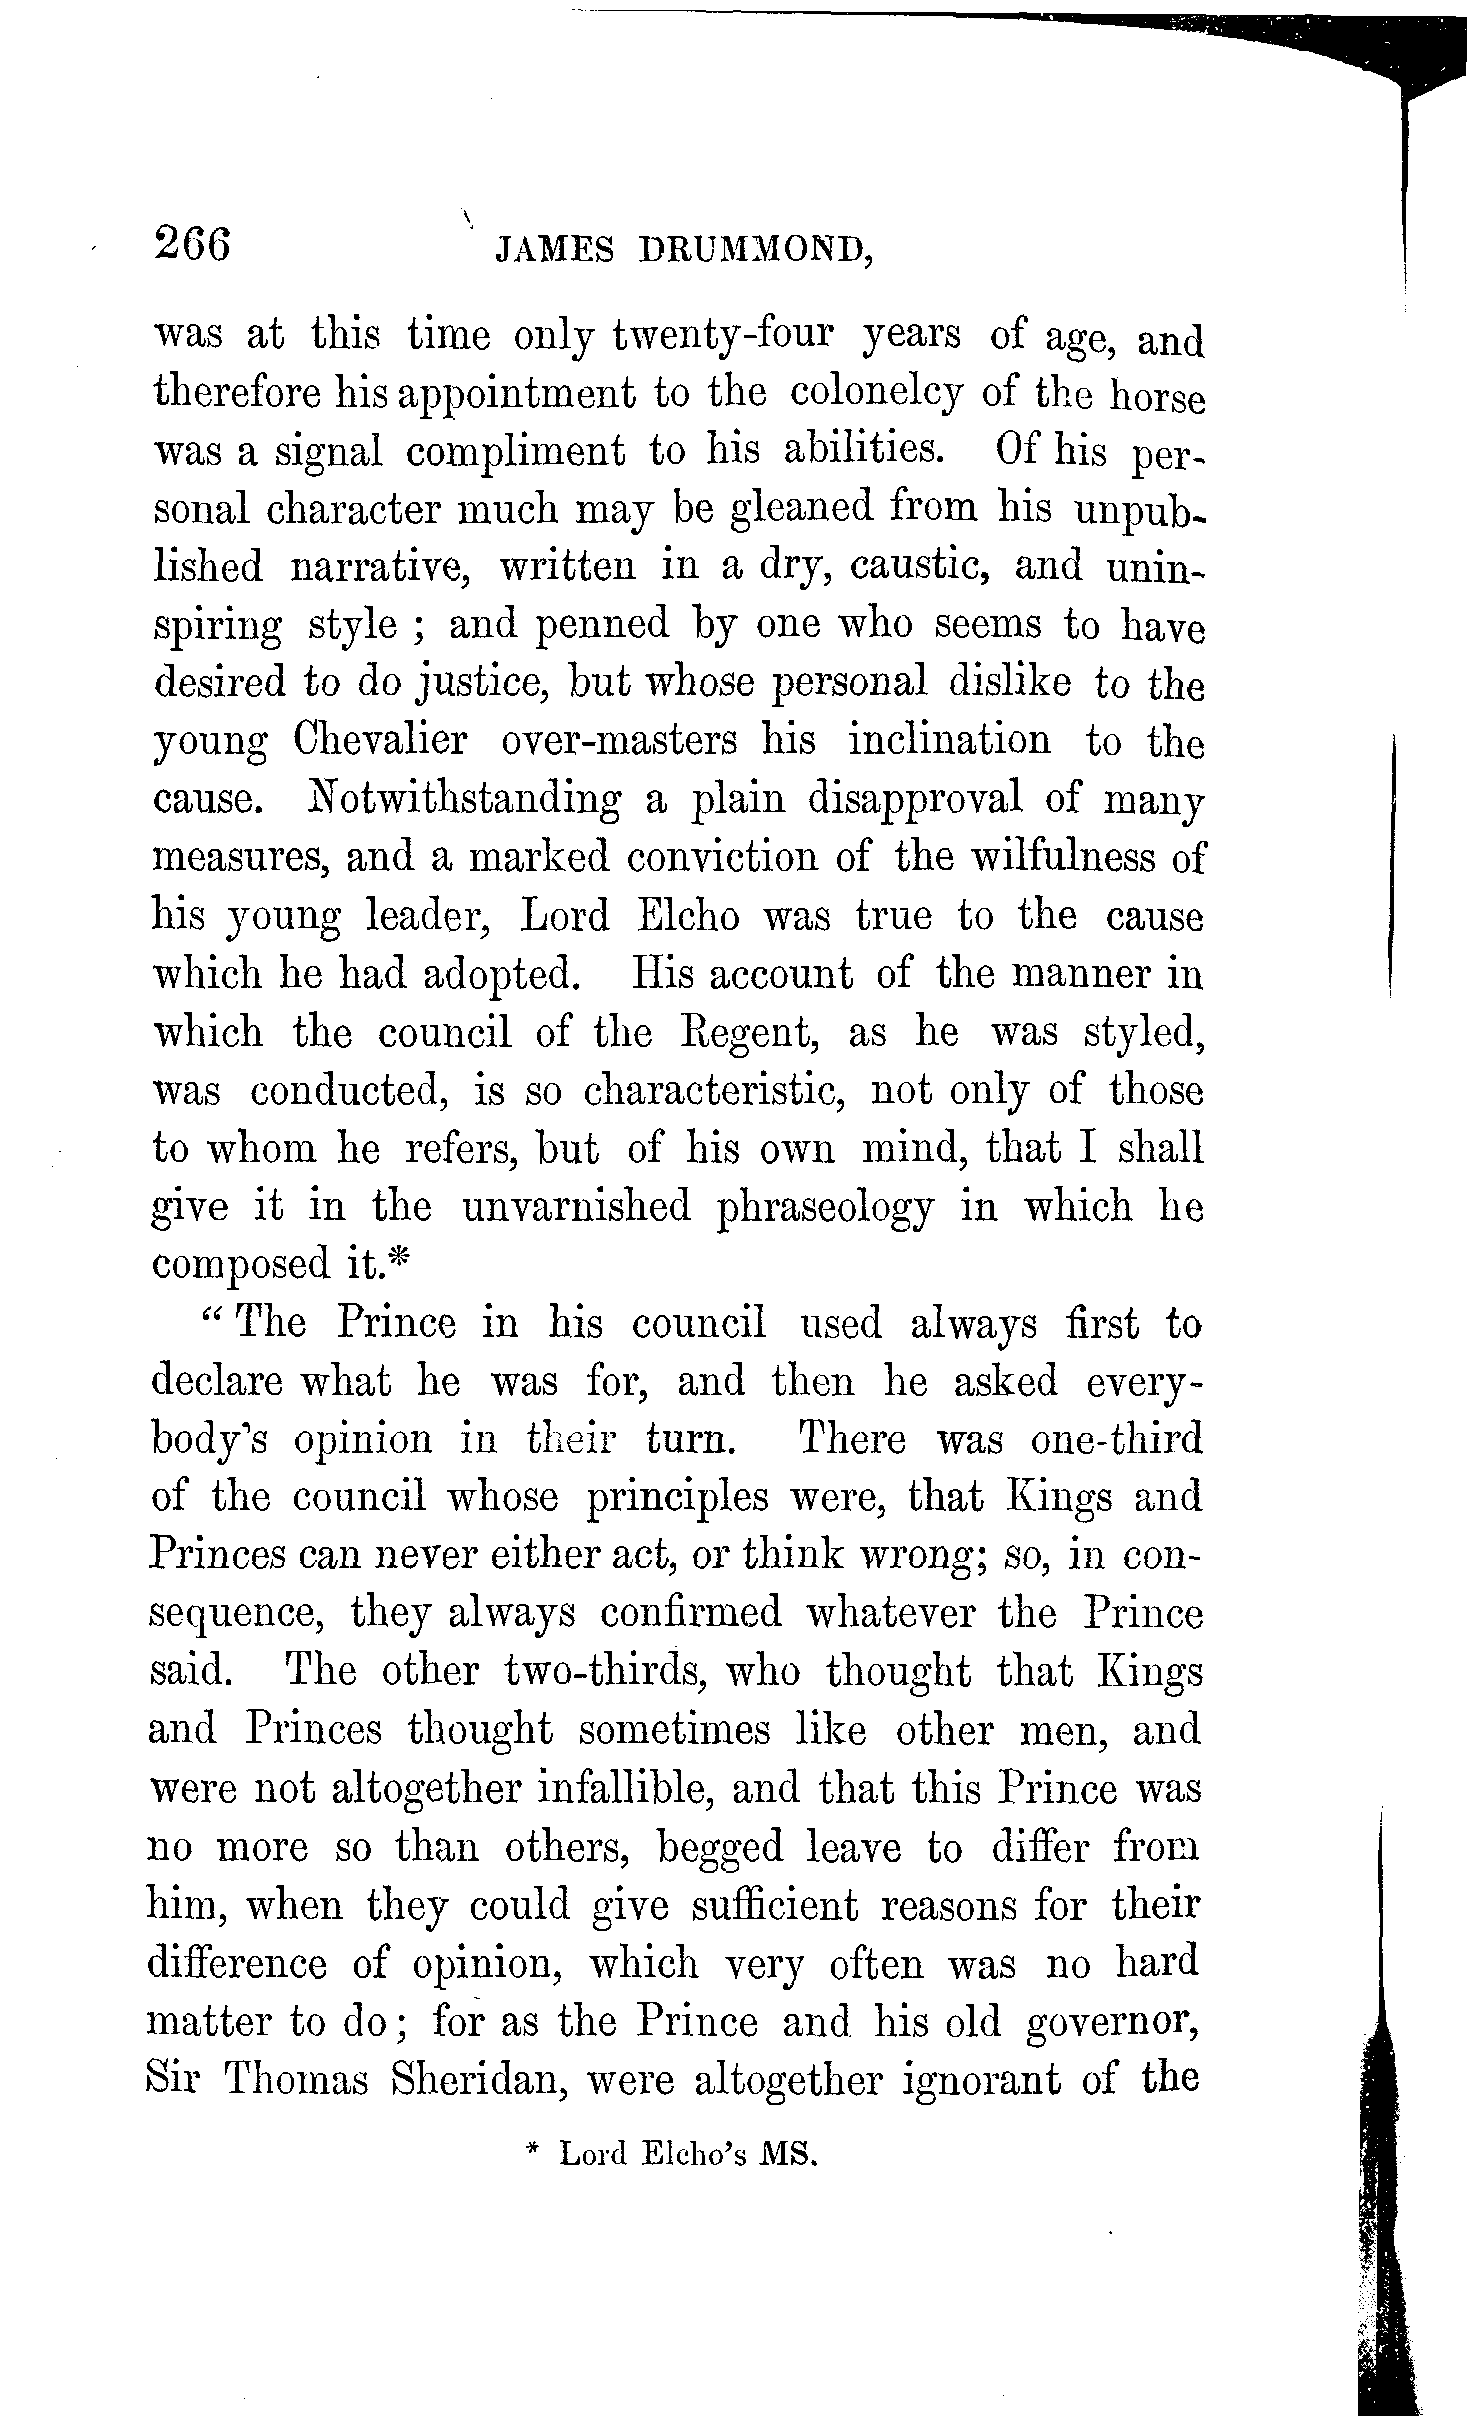 266 JAMES DRUMMOND,
was at this time only twenty-four years of age, and
therefore his appointment to the colonelcy of the horse
was a signal compliment to his abilities. Of his per-
sonal character much may be gleaned from his unpub-
lished narrative, written in a dry, caustic, and unin-
spiring style ; and penned by one who seems to have
desired to do justice, but whose personal dislike to the
young Chevalier over-masters his inclination to the
cause. Notwithstanding a plain disapproval of many
measures, and a marked conviction of the wilfulness of
his young leader, Lord Elcho was true to the cause
which he had adopted. His account of the manner in
which the council of the Regent, as he was styled,
was conducted, is so characteristic, not only of those
to whom he refers, but of his own mind, that I shall
give it in the unvarnished phraseology in which he
composed it.*
“ The Prince in his council used always first to
declare what he was for, and then he asked every-
body's opinion in their turn. There was one-third
of the council whose principles were, that Kings and
Princes can never either act, or think wrong; so, in con-
sequence, they always confirmed whatever the Prince
said. The other two-thirds, who thought that Kings
and Princes thought sometimes like other men, and
were not altogether infallible, and that this Prince was
no more so than others, begged leave to differ from
him, when they could give sufficient reasons for their
difference of opinion, which very often was no hard
matter to do ; for as the Prince and his old governor,
Sir Thomas Sheridan, were altogether ignorant of the
* Lord Elcho's MS.